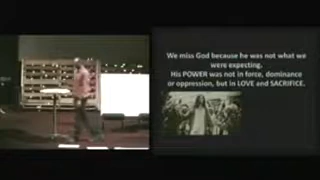 We miss God because he was not what we
were expecting.
His POWER was not in force, dominance
or oppression, but in LOVE and SACRIFICE.